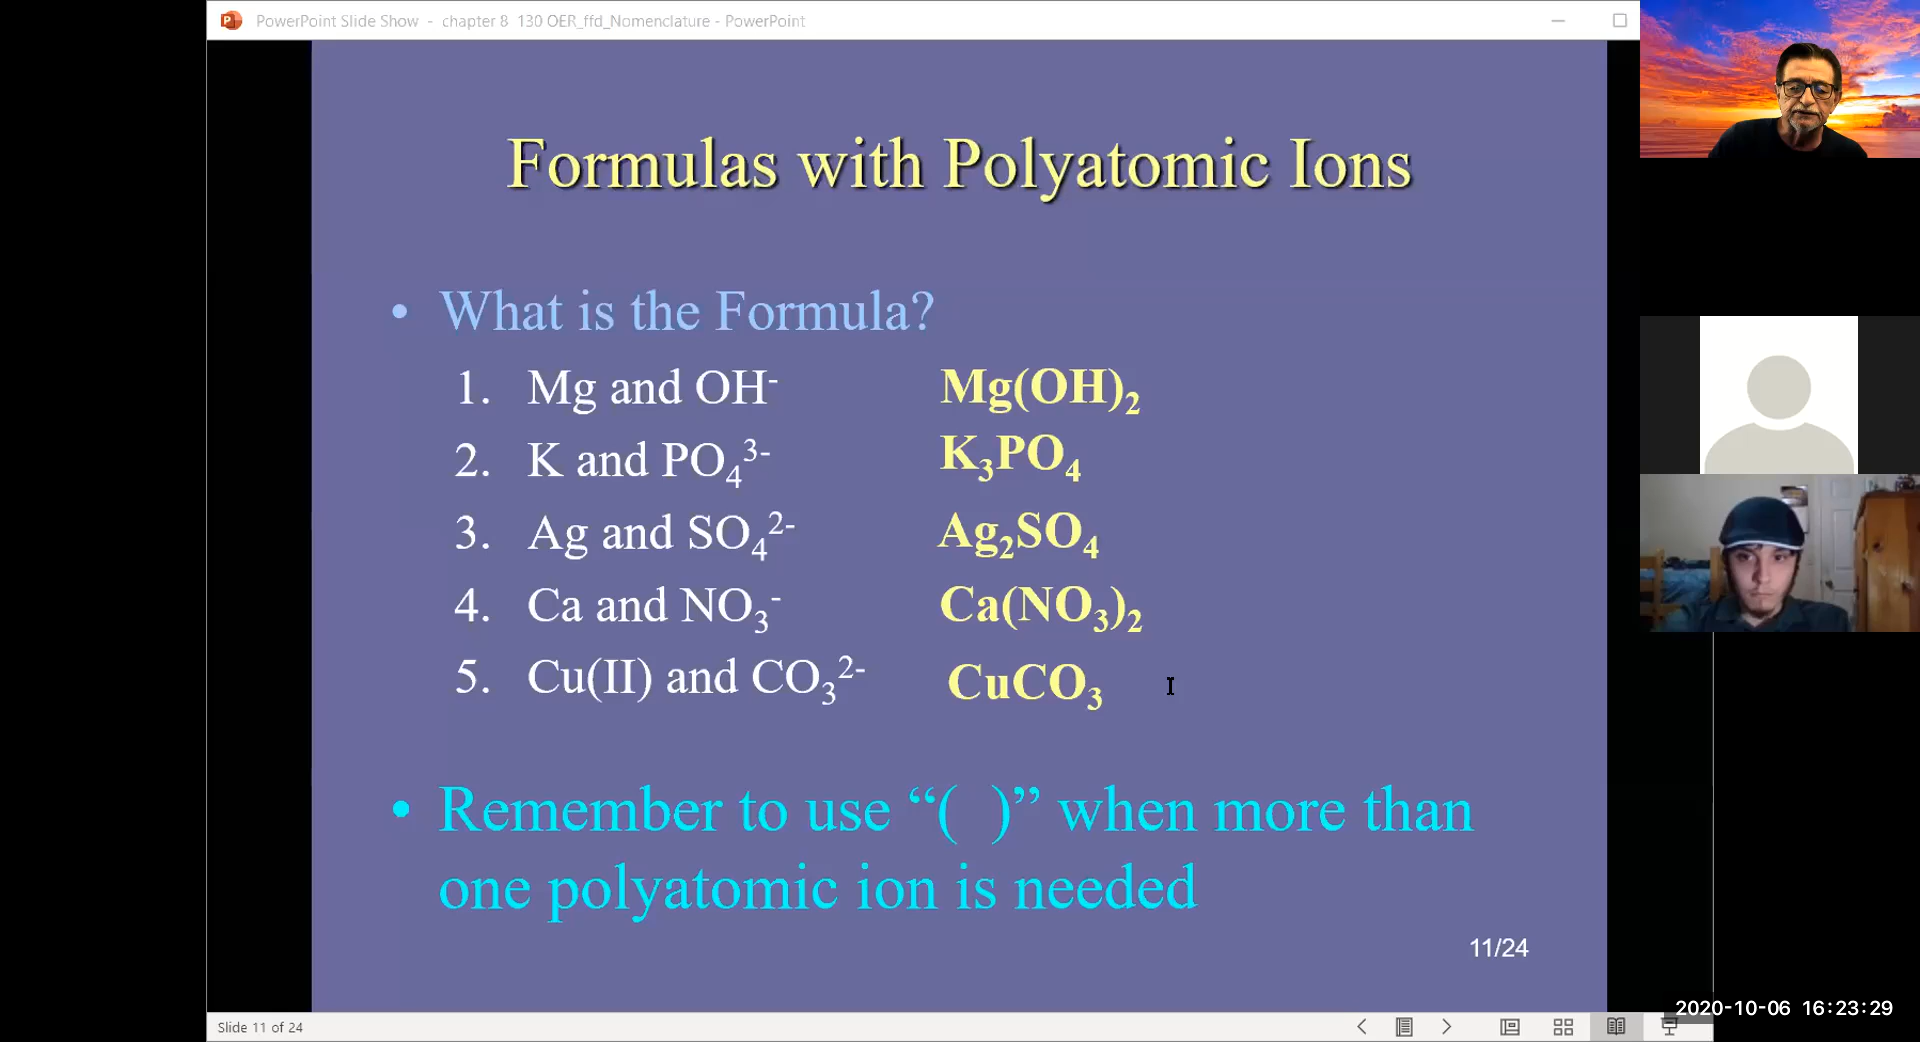 PowerPoint Slide Show - chapter 8 130 OER_ffd_Nomenclature - PowerPoint
Formulas with Polyatomic Ions
• What is the Formula?
1. Mg and OH⁻ Mg(OH)₂
2. K and PO₄³⁻ K₃PO₄
3. Ag and SO₄²⁻ Ag₂SO₄
4. Ca and NO₃⁻ Ca(NO₃)₂
5. Cu(II) and CO₃²⁻ CuCO₃
• Remember to use “( )” when more than
one polyatomic ion is needed
11/24
2020-10-06 16:23:29
Slide 11 of 24